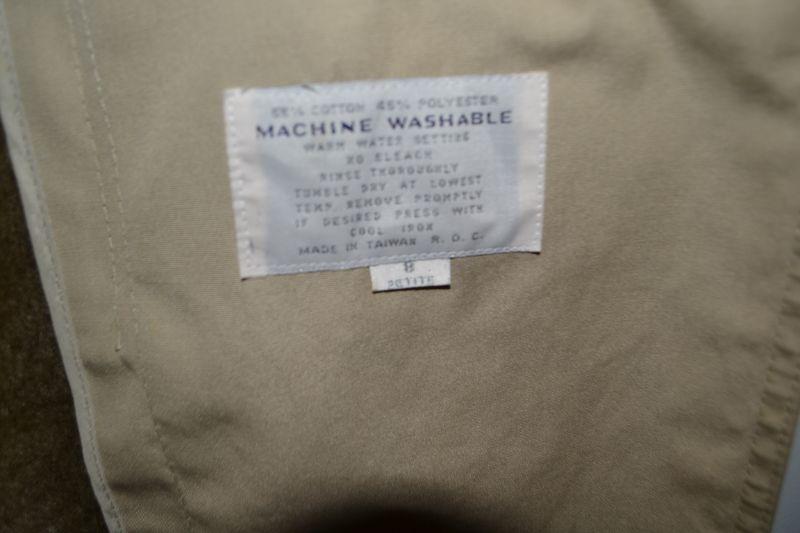 55% COTTON 45% POLYESTER
MACHINE WASHABLE
WARM WATER SETTING
NO BLEACH
RINSE THOROUGHLY
TUMBLE DRY AT LOWEST
TEMP. REMOVE PROMPTLY
IF DESIRED PRESS WITH
COOL IRON
MADE IN TAIWAN R. O. C.
8
PETITE